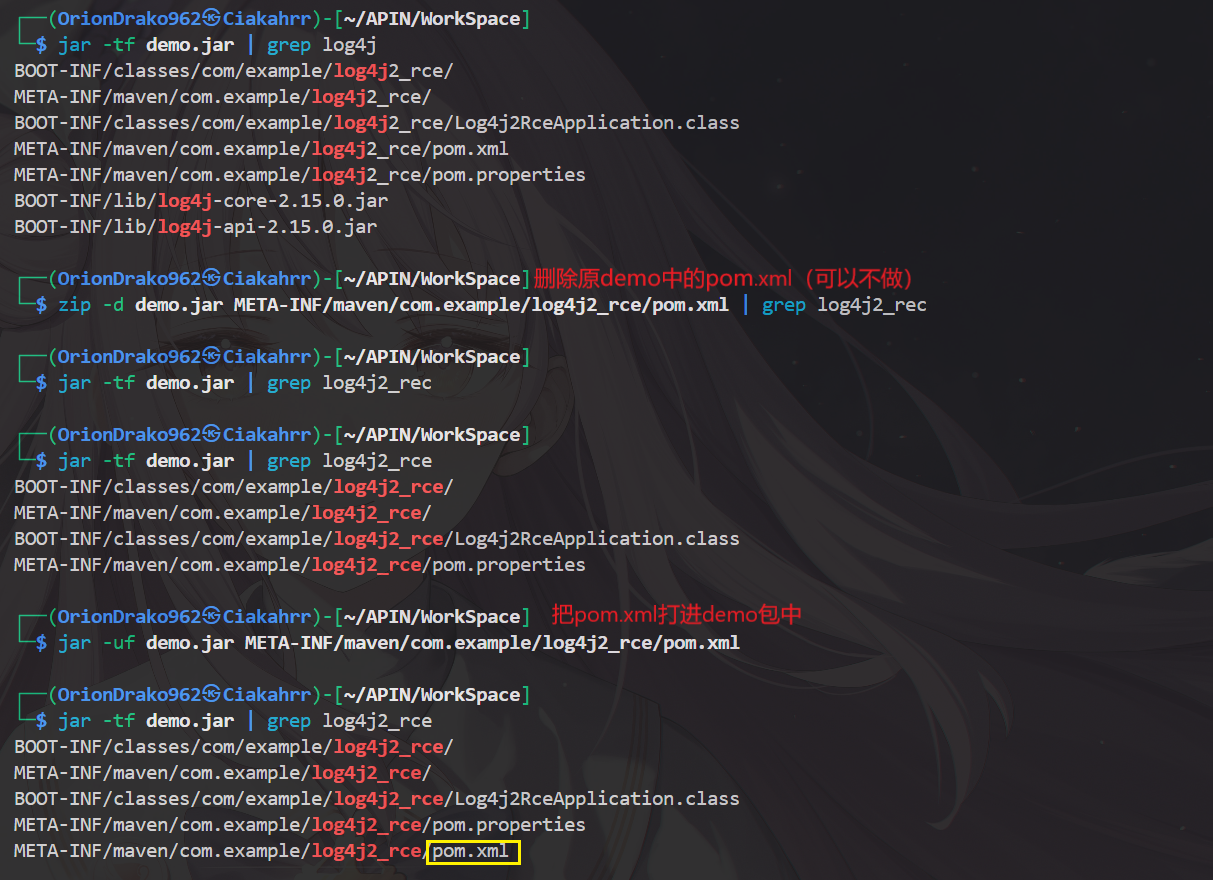 ┌──(OrionDrako962㉿Ciakahrr)-[~/APIN/WorkSpace]
└─$ jar -tf demo.jar | grep log4j
BOOT-INF/classes/com/example/log4j2_rce/
META-INF/maven/com.example/log4j2_rce/
BOOT-INF/classes/com/example/log4j2_rce/Log4j2RceApplication.class
META-INF/maven/com.example/log4j2_rce/pom.xml
META-INF/maven/com.example/log4j2_rce/pom.properties
BOOT-INF/lib/log4j-core-2.15.0.jar
BOOT-INF/lib/log4j-api-2.15.0.jar
┌──(OrionDrako962㉿Ciakahrr)-[~/APIN/WorkSpace] 删除原demo中的pom.xml（可以不做）
└─$ zip -d demo.jar META-INF/maven/com.example/log4j2_rce/pom.xml | grep log4j2_rec
┌──(OrionDrako962㉿Ciakahrr)-[~/APIN/WorkSpace]
└─$ jar -tf demo.jar | grep log4j2_rec
┌──(OrionDrako962㉿Ciakahrr)-[~/APIN/WorkSpace]
└─$ jar -tf demo.jar | grep log4j2_rce
BOOT-INF/classes/com/example/log4j2_rce/
META-INF/maven/com.example/log4j2_rce/
BOOT-INF/classes/com/example/log4j2_rce/Log4j2RceApplication.class
META-INF/maven/com.example/log4j2_rce/pom.properties
┌──(OrionDrako962㉿Ciakahrr)-[~/APIN/WorkSpace] 把pom.xml打进demo包中
└─$ jar -uf demo.jar META-INF/maven/com.example/log4j2_rce/pom.xml
┌──(OrionDrako962㉿Ciakahrr)-[~/APIN/WorkSpace]
└─$ jar -tf demo.jar | grep log4j2_rce
BOOT-INF/classes/com/example/log4j2_rce/
META-INF/maven/com.example/log4j2_rce/
BOOT-INF/classes/com/example/log4j2_rce/Log4j2RceApplication.class
META-INF/maven/com.example/log4j2_rce/pom.properties
META-INF/maven/com.example/log4j2_rce/pom.xml